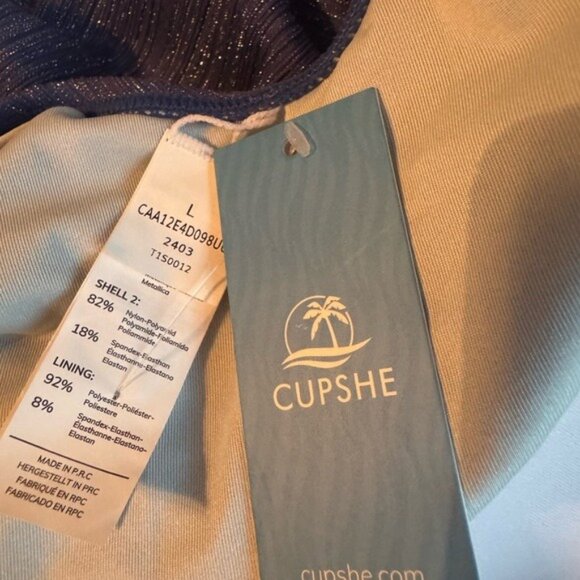 L
CAA12E4D098U
2403
T1S0012
Metallica
SHELL 2:
82% Nylon-Polyamid
Polyamide-Poliamida
Poliammide
18% Spandex-Elasthan
Elasthanne-Elastano
Elastan
LINING:
92% Polyester-Poliéster-
Poliestere
8% Spandex-Elasthan-
Elasthanne-Elastano-
Elastan
MADE IN P.R.C
HERGESTELLT IN PRC
FABRIQUÉ EN RPC
FABRICADO EN RPC
CUPSHE
cupshe.com